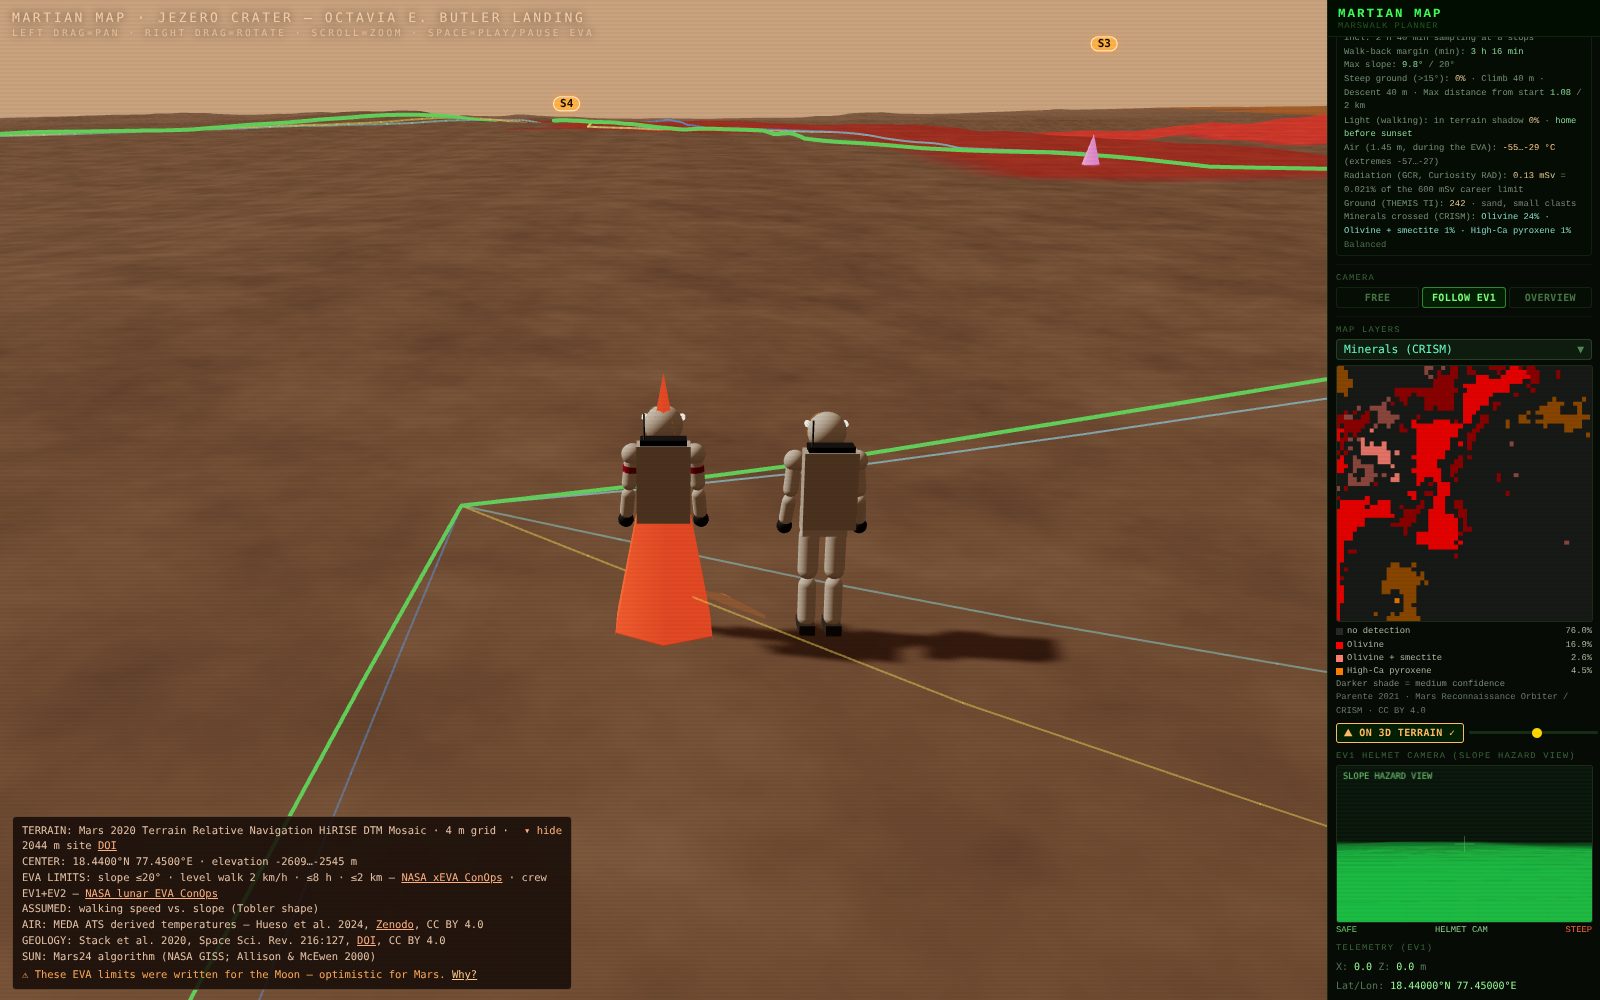 MARTIAN MAP · JEZERO CRATER — OCTAVIA E. BUTLER LANDING
LEFT DRAG=PAN · RIGHT DRAG=ROTATE · SCROLL=ZOOM · SPACE=PLAY/PAUSE EVA
S3
S4
TERRAIN: Mars 2020 Terrain Relative Navigation HiRISE DTM Mosaic · 4 m grid · ▾ hide
2044 m site DOI
CENTER: 18.4400°N 77.4500°E · elevation -2609…-2545 m
EVA LIMITS: slope ≤20° · level walk 2 km/h · ≤8 h · ≤2 km — NASA xEVA ConOps · crew
EV1+EV2 — NASA lunar EVA ConOps
ASSUMED: walking speed vs. slope (Tobler shape)
AIR: MEDA ATS derived temperatures — Hueso et al. 2024, Zenodo, CC BY 4.0
GEOLOGY: Stack et al. 2020, Space Sci. Rev. 216:127, DOI, CC BY 4.0
SUN: Mars24 algorithm (NASA GISS; Allison & McEwen 2000)
⚠ These EVA limits were written for the Moon — optimistic for Mars. Why?
MARTIAN MAP
MARSWALK PLANNER
incl. 2 h 40 min sampling at 8 stops
Walk-back margin (min): 3 h 16 min
Max slope: 9.8° / 20°
Steep ground (>15°): 0% · Climb 40 m ·
Descent 40 m · Max distance from start 1.08 /
2 km
Light (walking): in terrain shadow 0% · home
before sunset
Air (1.45 m, during the EVA): -55…-29 °C
(extremes -57…-27)
Radiation (GCR, Curiosity RAD): 0.13 mSv =
0.021% of the 600 mSv career limit
Ground (THEMIS TI): 242 · sand, small clasts
Minerals crossed (CRISM): Olivine 24% ·
Olivine + smectite 1% · High-Ca pyroxene 1%
Balanced
CAMERA
FREE
FOLLOW EV1
OVERVIEW
MAP LAYERS
Minerals (CRISM) ▼
no detection 76.0%
Olivine 16.9%
Olivine + smectite 2.6%
High-Ca pyroxene 4.5%
Darker shade = medium confidence
Parente 2021 · Mars Reconnaissance Orbiter /
CRISM · CC BY 4.0
▲ ON 3D TERRAIN ✓
EV1 HELMET CAMERA (SLOPE HAZARD VIEW)
SLOPE HAZARD VIEW
SAFE HELMET CAM STEEP
TELEMETRY (EV1)
X: 0.0 Z: 0.0 m
Lat/Lon: 18.44000°N 77.45000°E